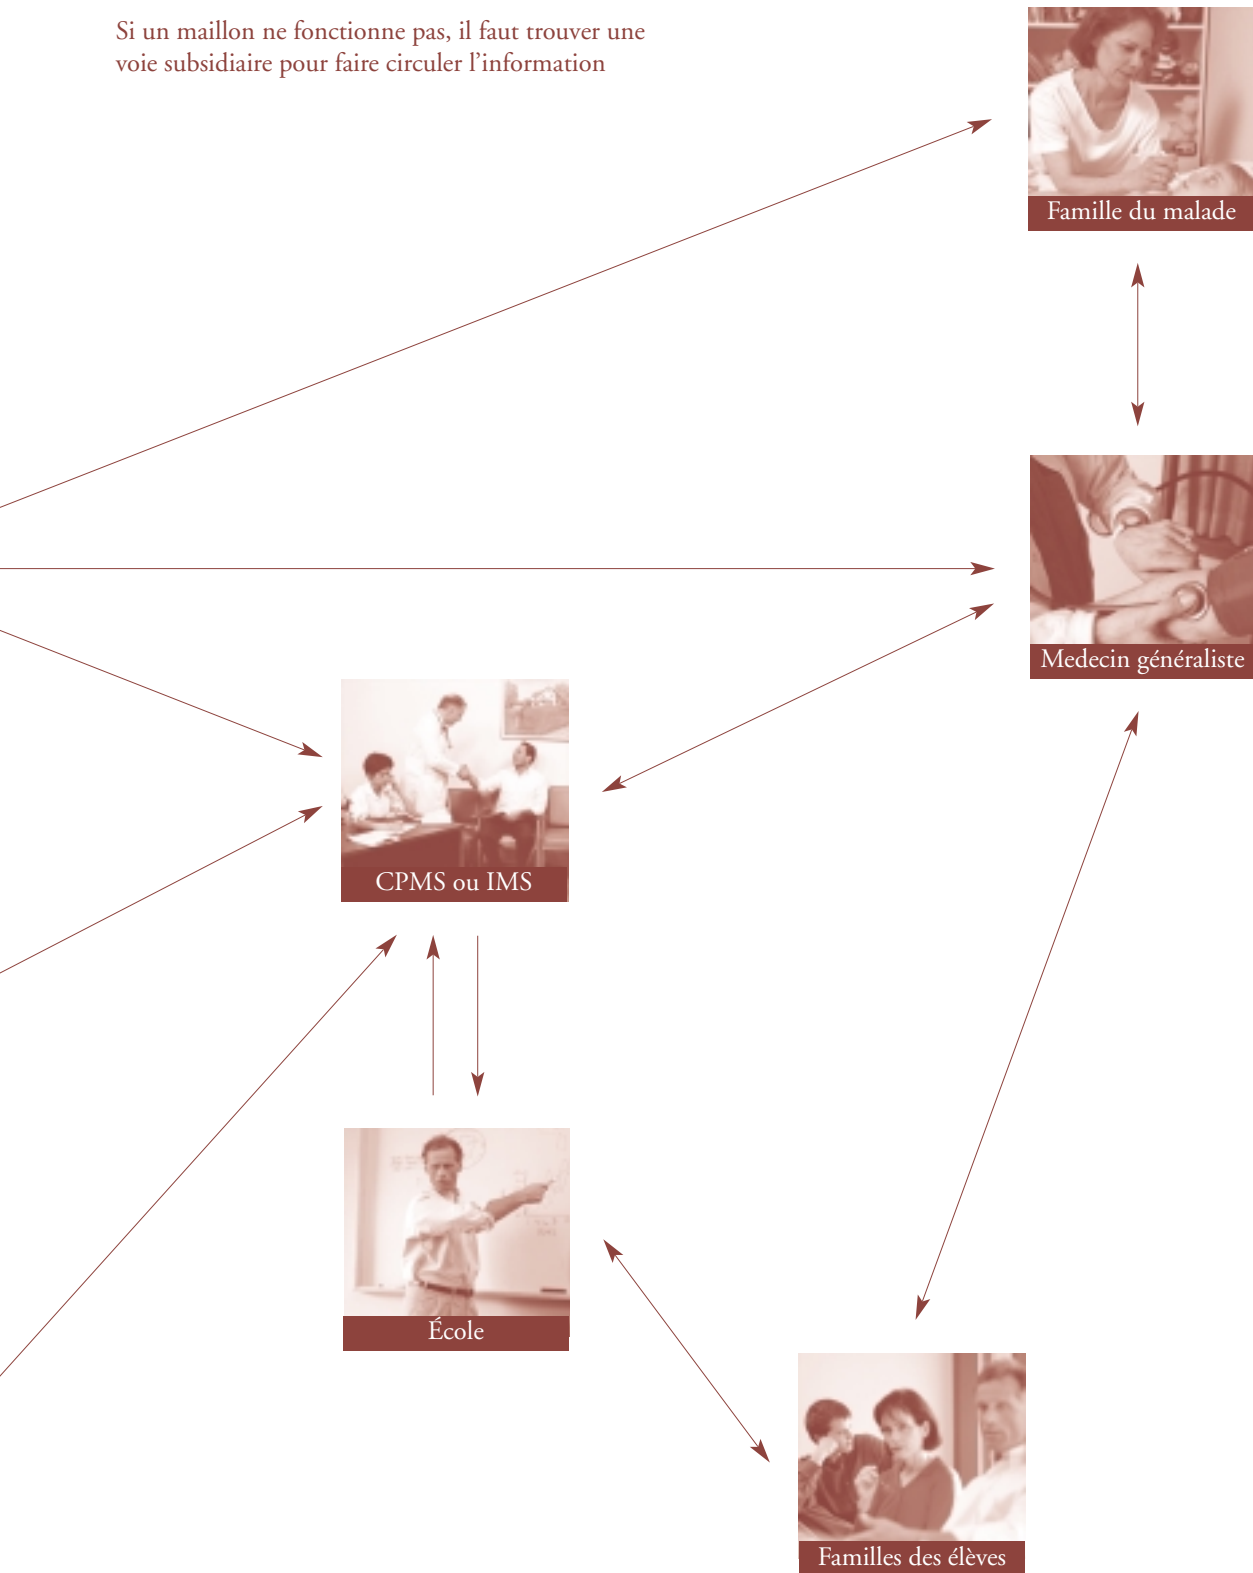 Si un maillon ne fonctionne pas, il faut trouver une
voie subsidiaire pour faire circuler l'information
Famille du malade
Medecin généraliste
CPMS ou IMS
École
Familles des élèves